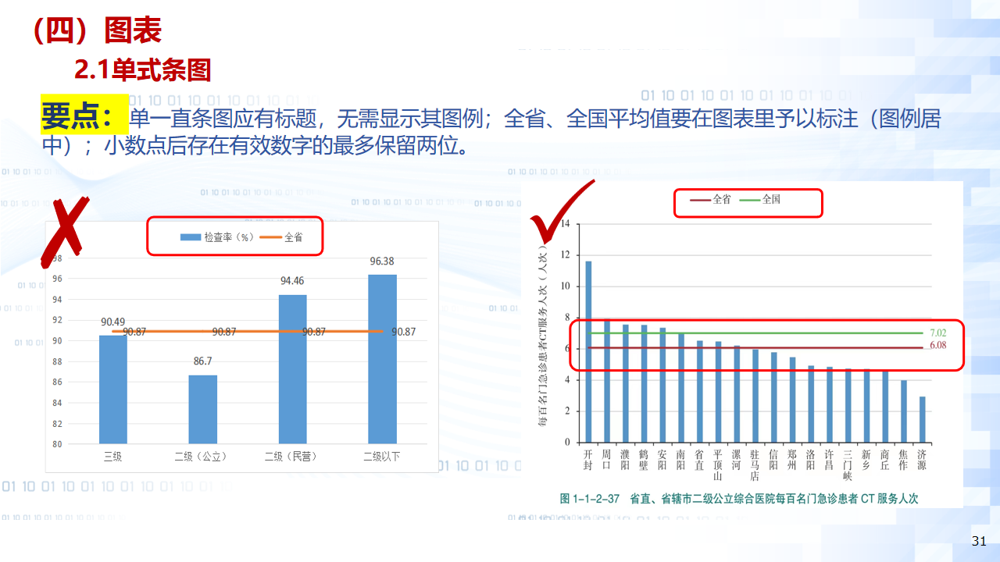 （四）图表
2.1单式条图
要点：单一直条图应有标题，无需显示其图例；全省、全国平均值要在图表里予以标注（图例居
中）；小数点后存在有效数字的最多保留两位。
检查率（%） 全省
98
96
94
92
90
88
86
84
82
80
90.49
86.7
94.46
96.38
90.87 90.87 90.87 90.87
三级 二级（公立） 二级（民营） 二级以下
全省 全国
每百名门急诊患者CT服务人次（人次）
14
12
10
8
6
4
2
0
7.02
6.08
开封 周口 濮阳 鹤壁 安阳 南阳 省直 平顶山 漯河 驻马店 信阳 郑州 洛阳 许昌 三门峡 新乡 商丘 焦作 济源
图 1-1-2-37 省直、省辖市二级公立综合医院每百名门急诊患者 CT 服务人次
31